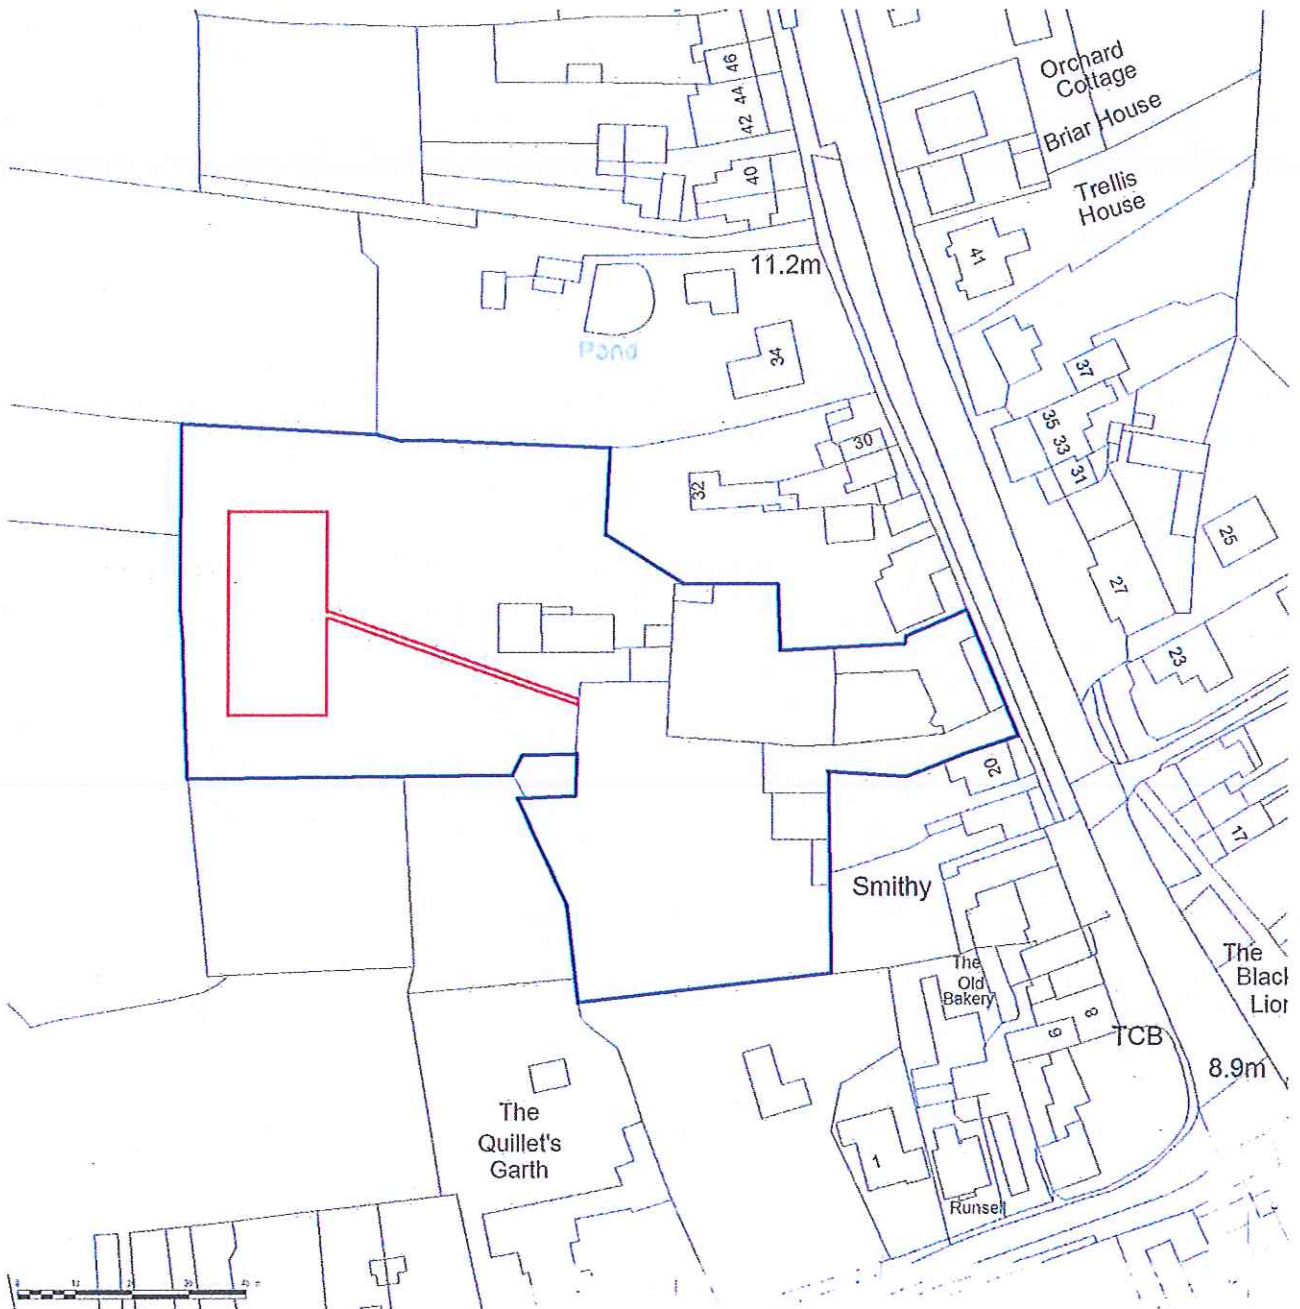 46
44
42
40
Orchard
Cottage
Briar House
Trellis
House
41
11.2m
Pond
34
37
35
33
31
30
32
25
27
23
20
17
Smithy
The
Old
Bakery
The
Blac
Lior
8
9
TCB
8.9m
The
Quillet's
Garth
1
Runsell